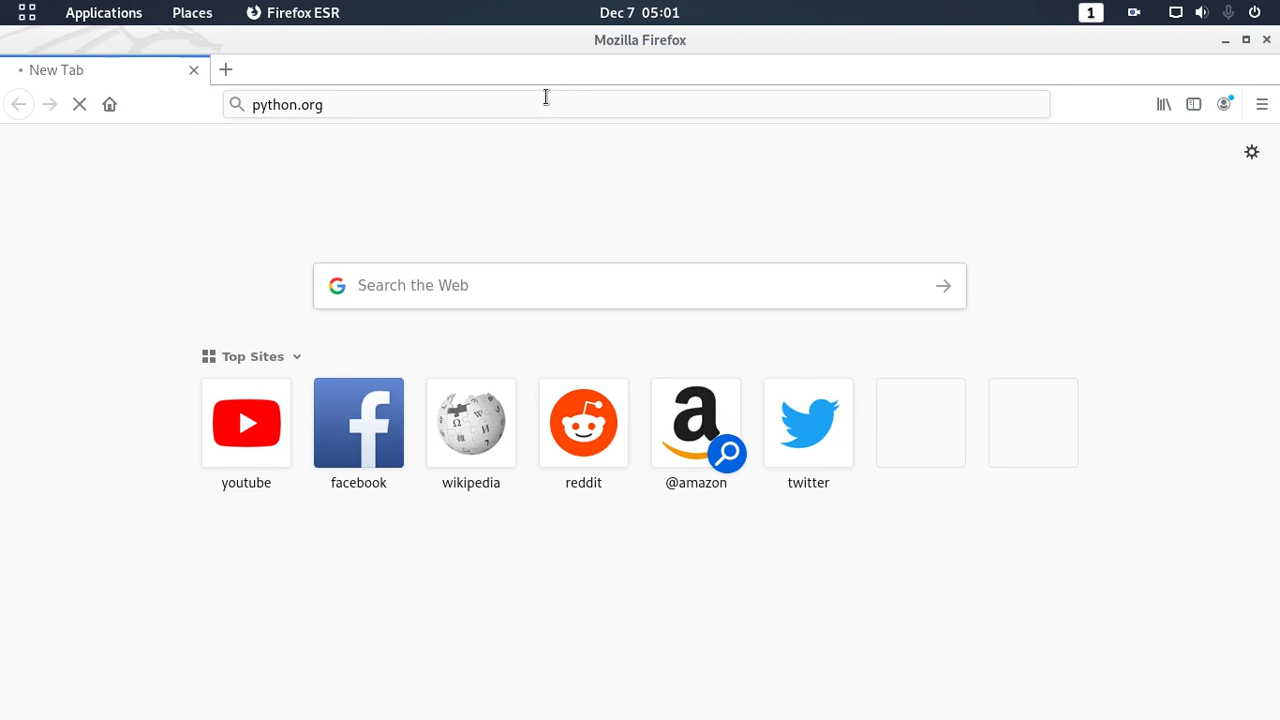 Applications Places Firefox ESR Dec 7 05:01 1
Mozilla Firefox
New Tab
python.org
Search the Web
Top Sites
youtube facebook wikipedia reddit @amazon twitter